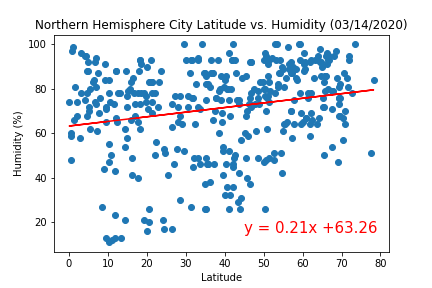 Northern Hemisphere City Latitude vs. Humidity (03/14/2020)
100
80
60
40
20
Humidity (%)
y = 0.21x +63.26
0 10 20 30 40 50 60 70 80
Latitude